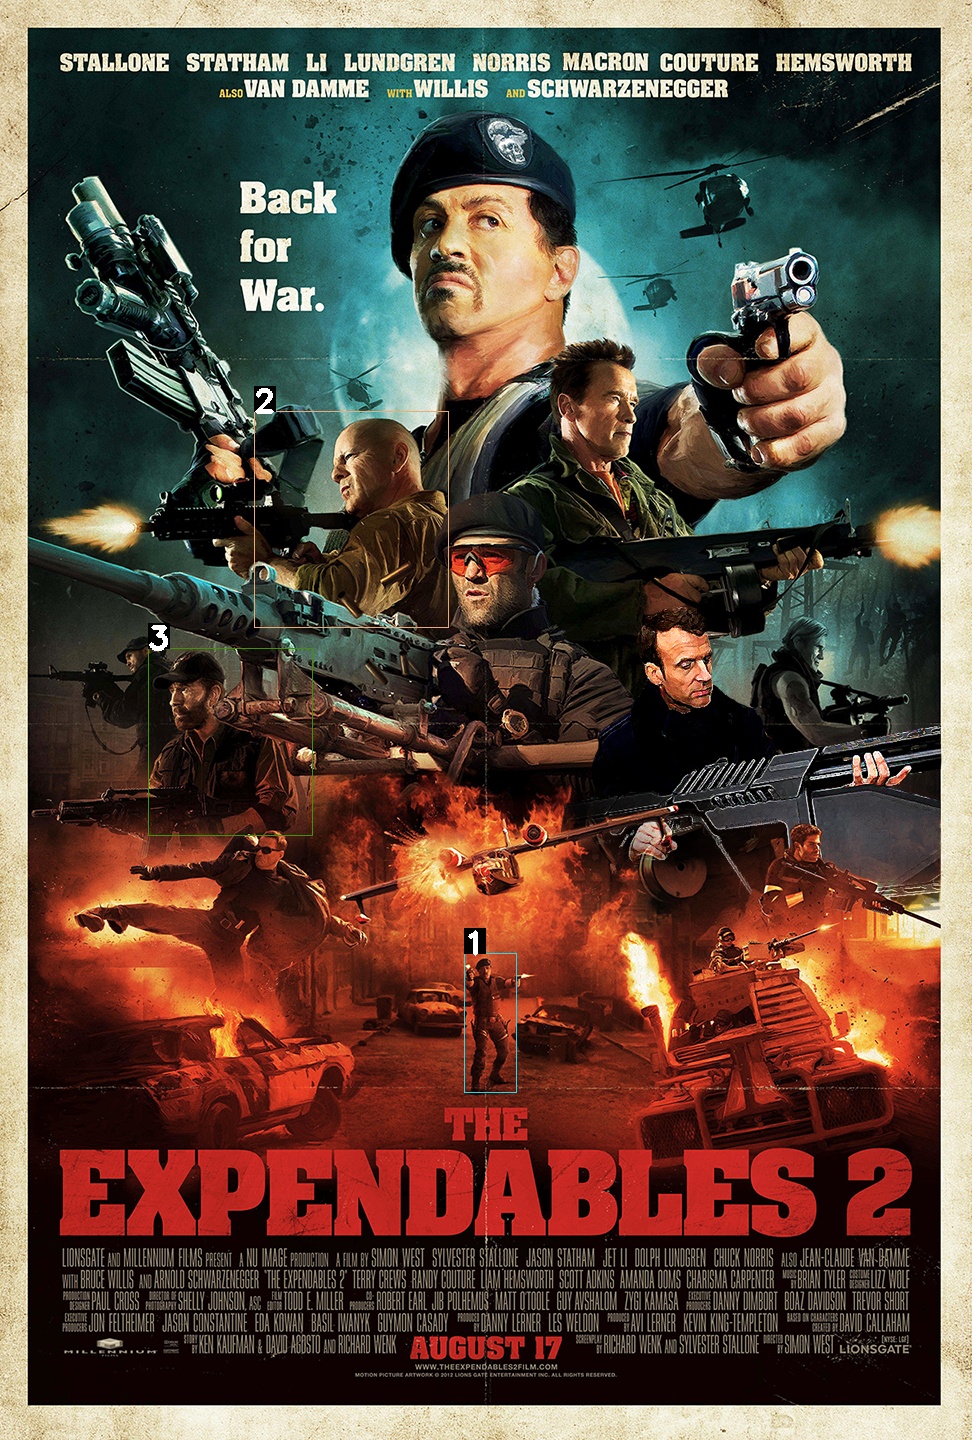 STALLONE STATHAM LI LUNDGREN NORRIS MACRON COUTURE HEMSWORTH
ALSO VAN DAMME WITH WILLIS AND SCHWARZENEGGER
Back
for
War.
2
3
1
THE
EXPENDABLES 2
LIONSGATE AND MILLENNIUM FILMS PRESENT A NU IMAGE PRODUCTION A FILM BY SIMON WEST SYLVESTER STALLONE JASON STATHAM JET LI DOLPH LUNDGREN CHUCK NORRIS ALSO JEAN-CLAUDE VAN DAMME
WITH BRUCE WILLIS AND ARNOLD SCHWARZENEGGER "THE EXPENDABLES 2" TERRY CREWS RANDY COUTURE LIAM HEMSWORTH SCOTT ADKINS AMANDA OOMS CHARISMA CARPENTER MUSIC BY BRIAN TYLER COSTUME DESIGNER LIZZ WOLF
PRODUCTION DESIGNER PAUL CROSS DIRECTOR OF PHOTOGRAPHY SHELLY JOHNSON, ASC FILM EDITOR TODD E. MILLER CO-PRODUCERS ROBERT EARL JIB POLHEMUS MATT O'TOOLE GUY AVSHALOM ZYGI KAMASA EXECUTIVE PRODUCERS DANNY DIMBORT BOAZ DAVIDSON TREVOR SHORT
EXECUTIVE PRODUCERS JON FELTHEIMER JASON CONSTANTINE EDA KOWAN BASIL IWANYK GUYMON CASADY PRODUCED BY DANNY LERNER LES WELDON PRODUCED BY AVI LERNER KEVIN KING-TEMPLETON BASED ON CHARACTERS CREATED BY DAVID CALLAHAM
MILLENNIUM FILMS STORY BY KEN KAUFMAN & DAVID AGOSTO AND RICHARD WENK AUGUST 17 SCREENPLAY BY RICHARD WENK AND SYLVESTER STALLONE DIRECTED BY SIMON WEST [NYSE: LGF] LIONSGATE
WWW.THEEXPENDABLES2FILM.COM
MOTION PICTURE ARTWORK © 2012 LIONS GATE ENTERTAINMENT INC. ALL RIGHTS RESERVED.